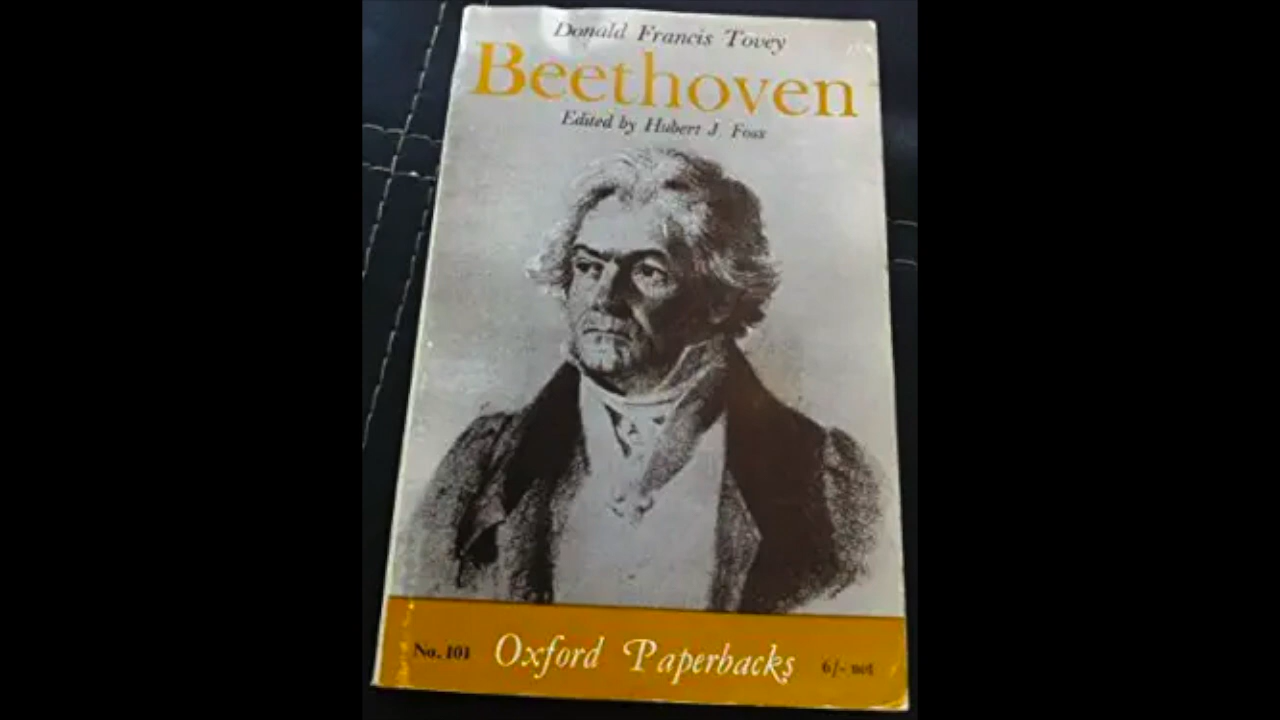 Donald Francis Tovey
Beethoven
Edited by Hubert J. Foss
No. 101 Oxford Paperbacks 6/- net